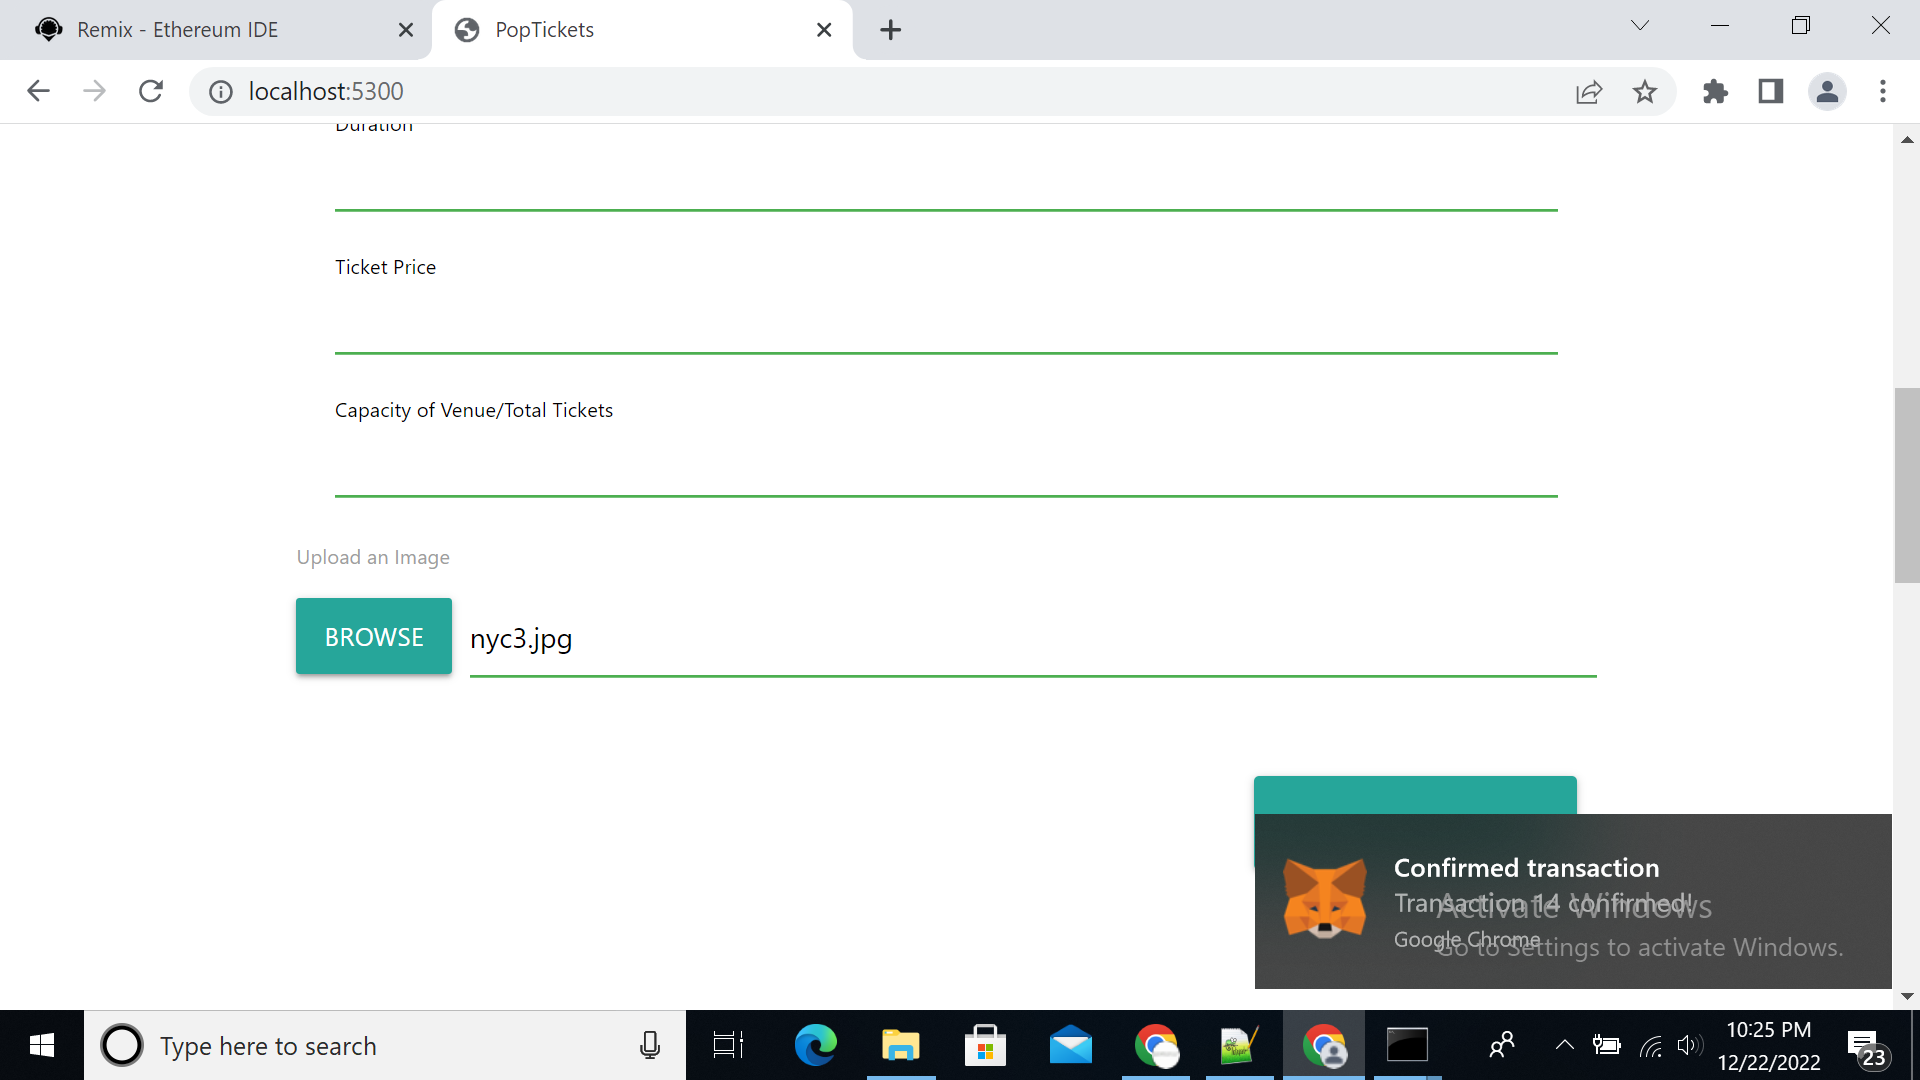 Remix - Ethereum IDE
PopTickets
localhost:5300
Duration
Ticket Price
Capacity of Venue/Total Tickets
Upload an Image
BROWSE
nyc3.jpg
Confirmed transaction
Transaction 14 confirmed!
Google Chrome
Activate Windows
Go to Settings to activate Windows.
Type here to search
10:25 PM
12/22/2022
23